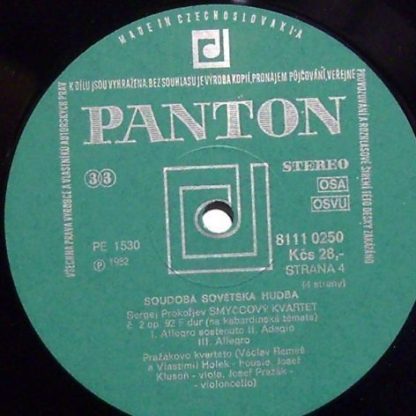 MADE IN CZECHOSLOVAKIA
K DÍLU JSOU VYHRAŽENA. BEZ SOUHLASU JE VÝROBA KOPIÍ, PRONÁJEM PŮJČOVÁNÍ, VEŘEJNÉ
PROVOZOVÁNÍ A ROZHLASOVÉ ŠÍŘENÍ TÉTO DESKY ZAKÁZÁNO
VŠECHNA PRÁVA VÝROBCE A VLASTNÍKŮ AUTORSKÝCH PRÁV
PANTON
33
STEREO
OSA
OSVU
PE 1530
℗ 1982
8111 0250
Kčs 28,-
STRANA 4
(4 strany)
SOUDOBÁ SOVĚTSKÁ HUDBA
Sergej Prokofjev SMYČCOVÝ KVARTET
č. 2 op. 92 F dur (na kabardinská témata)
I. Allegro sostenuto II. Adagio
III. Allegro
Pražákovo kvarteto (Václav Remeš
a Vlastimil Holek - housle, Josef
Klusoň - viola, Josef Pražák -
- violoncello)